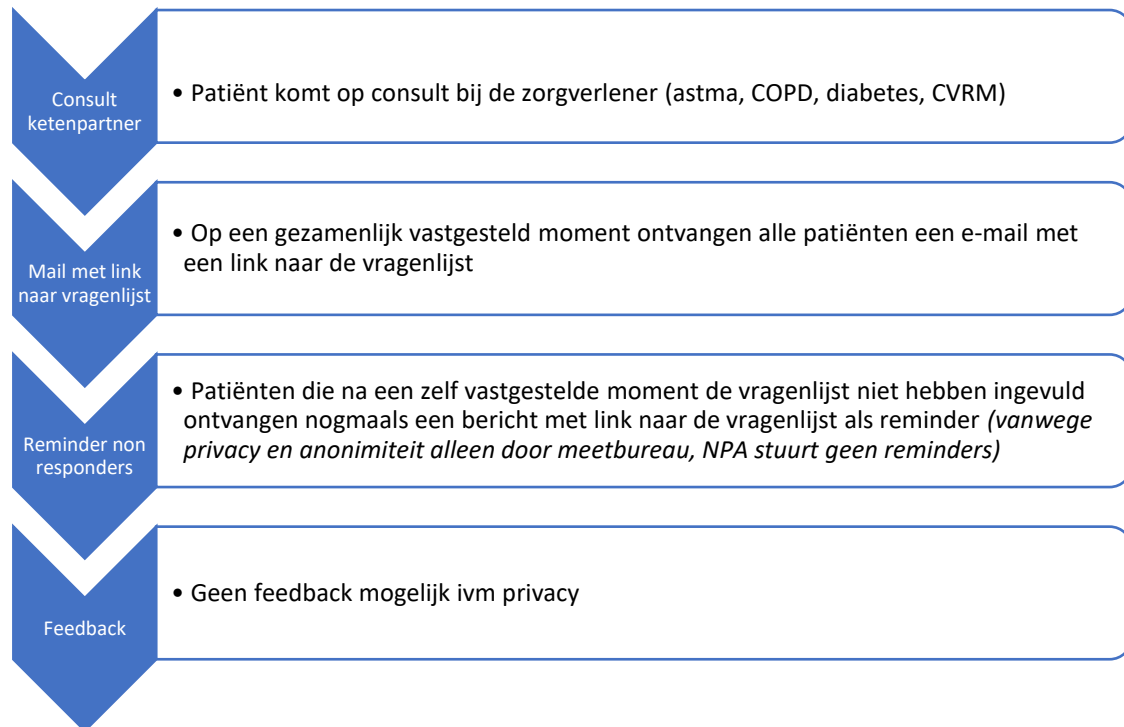 Consult
ketenpartner
• Patiënt komt op consult bij de zorgverlener (astma, COPD, diabetes, CVRM)
Mail met link
naar vragenlijst
• Op een gezamenlijk vastgesteld moment ontvangen alle patiënten een e-mail met
een link naar de vragenlijst
Reminder non
responders
• Patiënten die na een zelf vastgestelde moment de vragenlijst niet hebben ingevuld
ontvangen nogmaals een bericht met link naar de vragenlijst als reminder (vanwege
privacy en anonimiteit alleen door meetbureau, NPA stuurt geen reminders)
Feedback
• Geen feedback mogelijk ivm privacy